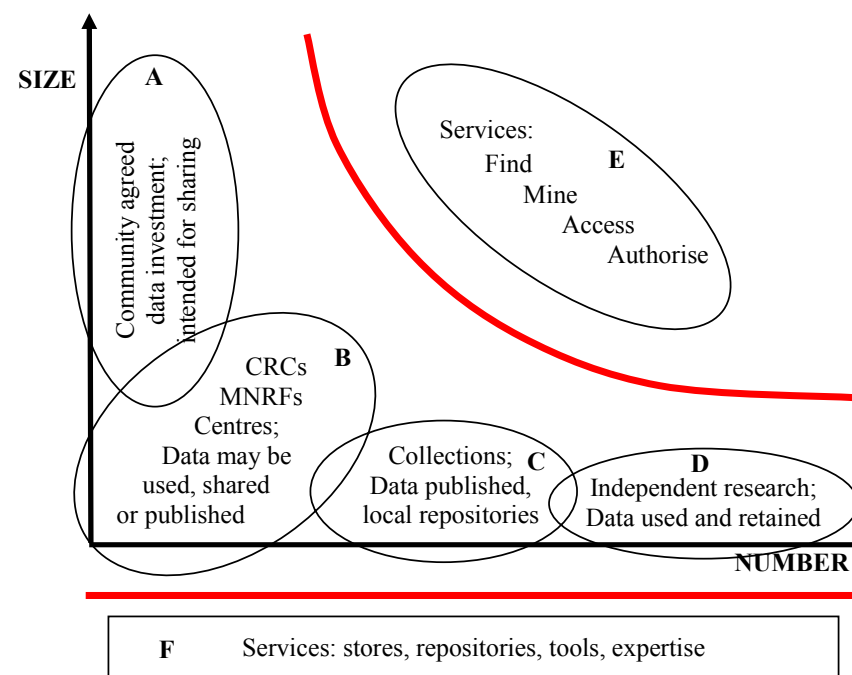 SIZE
A
Community agreed
data investment;
intended for sharing
Services:
E
Find
Mine
Access
Authorise
B
CRCs
MNRFs
Centres;
Data may be
used, shared
or published
C
Collections;
Data published,
local repositories
D
Independent research;
Data used and retained
NUMBER
F Services: stores, repositories, tools, expertise